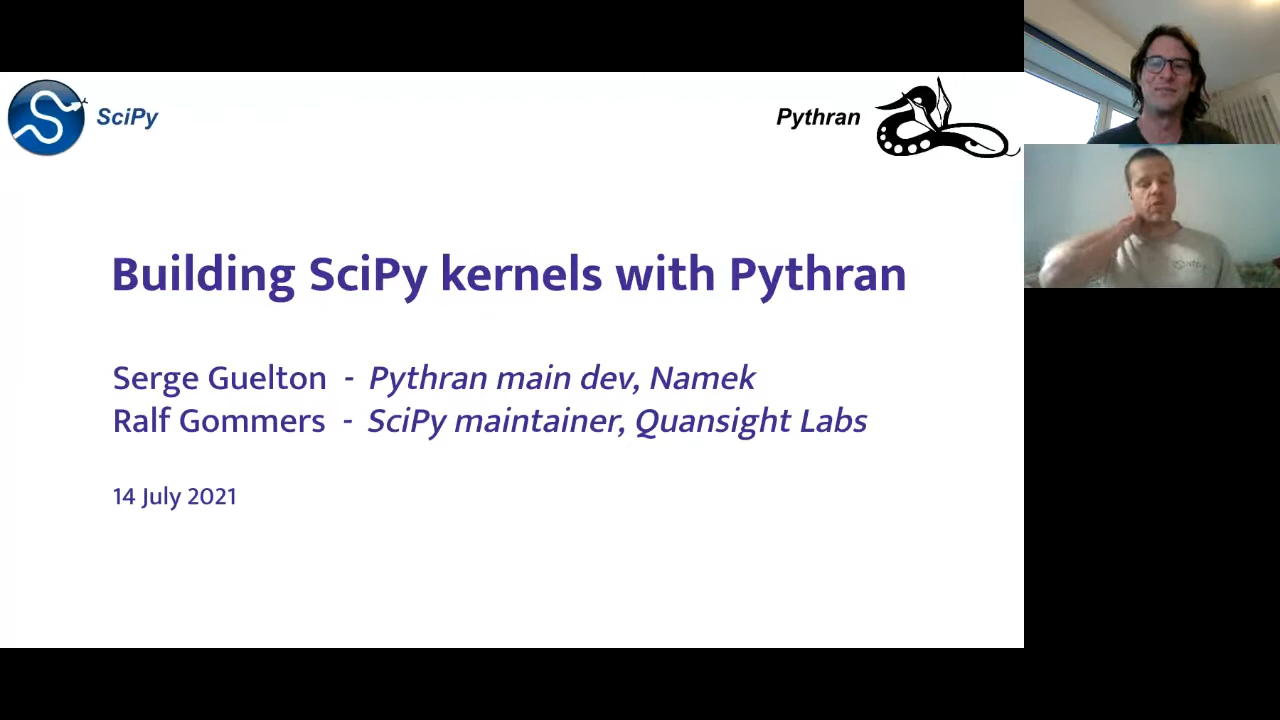 SciPy
Pythran
Building SciPy kernels with Pythran
Serge Guelton - Pythran main dev, Namek
Ralf Gommers - SciPy maintainer, Quansight Labs
14 July 2021